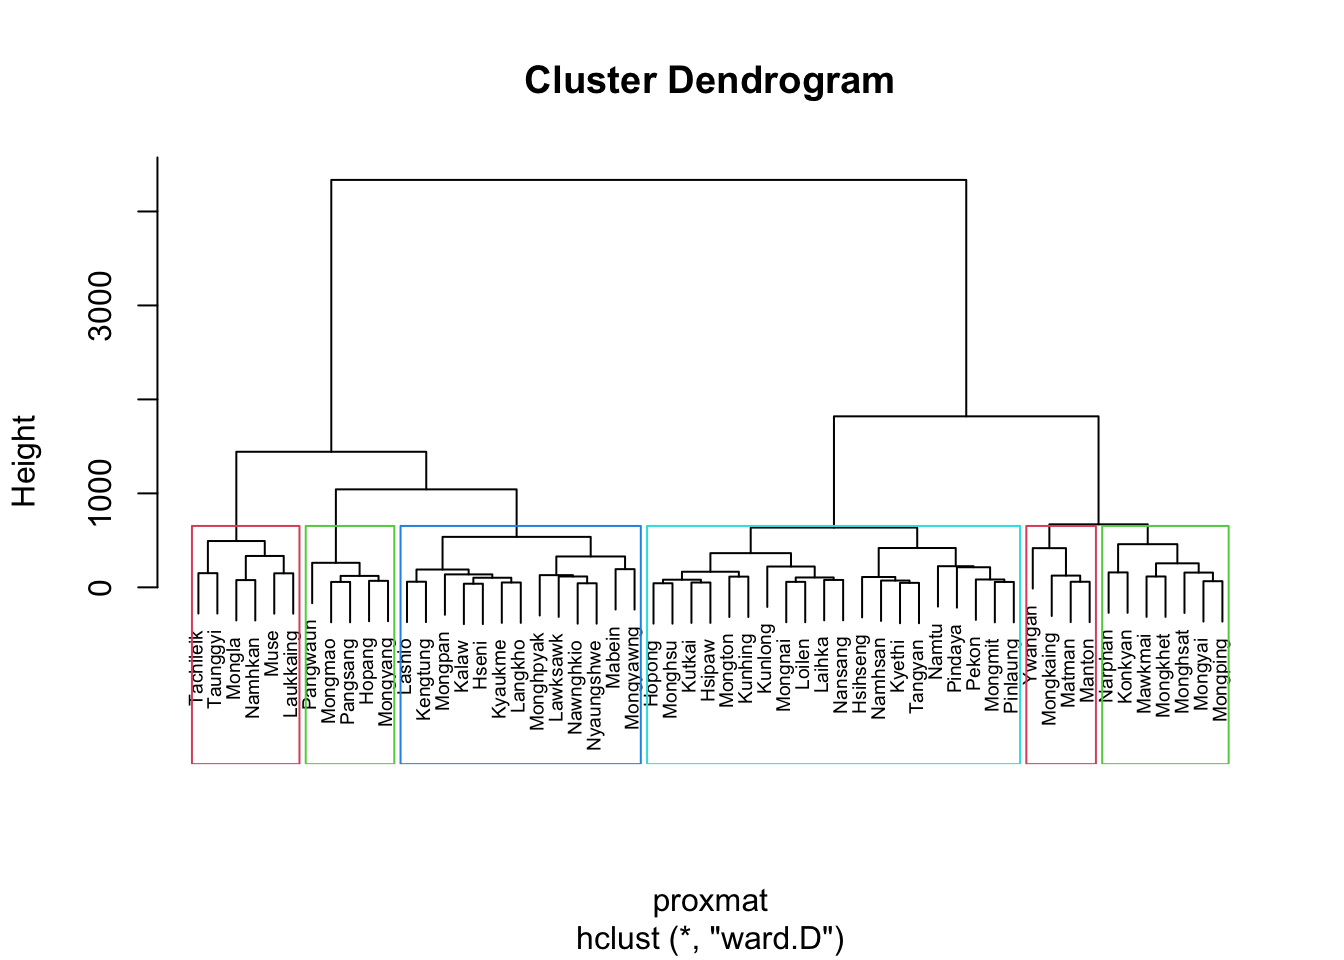 Cluster Dendrogram
Height
0
1000
3000
Tachileik
Taunggyi
Mongla
Namhkan
Muse
Laukkaing
Pangwaun
Mongmao
Pangsang
Hopang
Mongyang
Lashio
Kengtung
Mongpan
Kalaw
Hseni
Kyaukme
Langkho
Monghpyak
Lawksawk
Nawnghkio
Nyaungshwe
Mabein
Mongyawng
Hopong
Monghsu
Kutkai
Hsipaw
Mongton
Kunhing
Kunlong
Mongnai
Loilen
Laihka
Nansang
Hsihseng
Namhsan
Kyethi
Tangyan
Namtu
Pindaya
Pekon
Mongmit
Pinlaung
Ywangan
Mongkaing
Matman
Manton
Narphan
Konkyan
Mawkmai
Mongkhet
Monghsat
Mongyai
Mongping
proxmat
hclust (*, "ward.D")